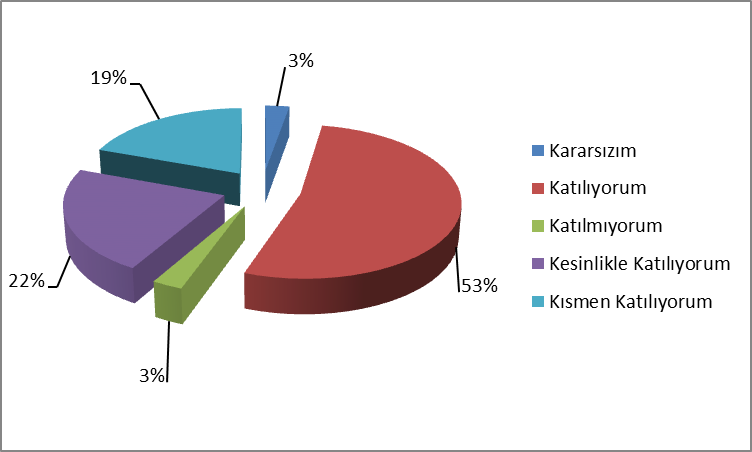 3%
19%
53%
22%
3%
Kararsızım
Katılıyorum
Katılmıyorum
Kesinlikle Katılıyorum
Kısmen Katılıyorum